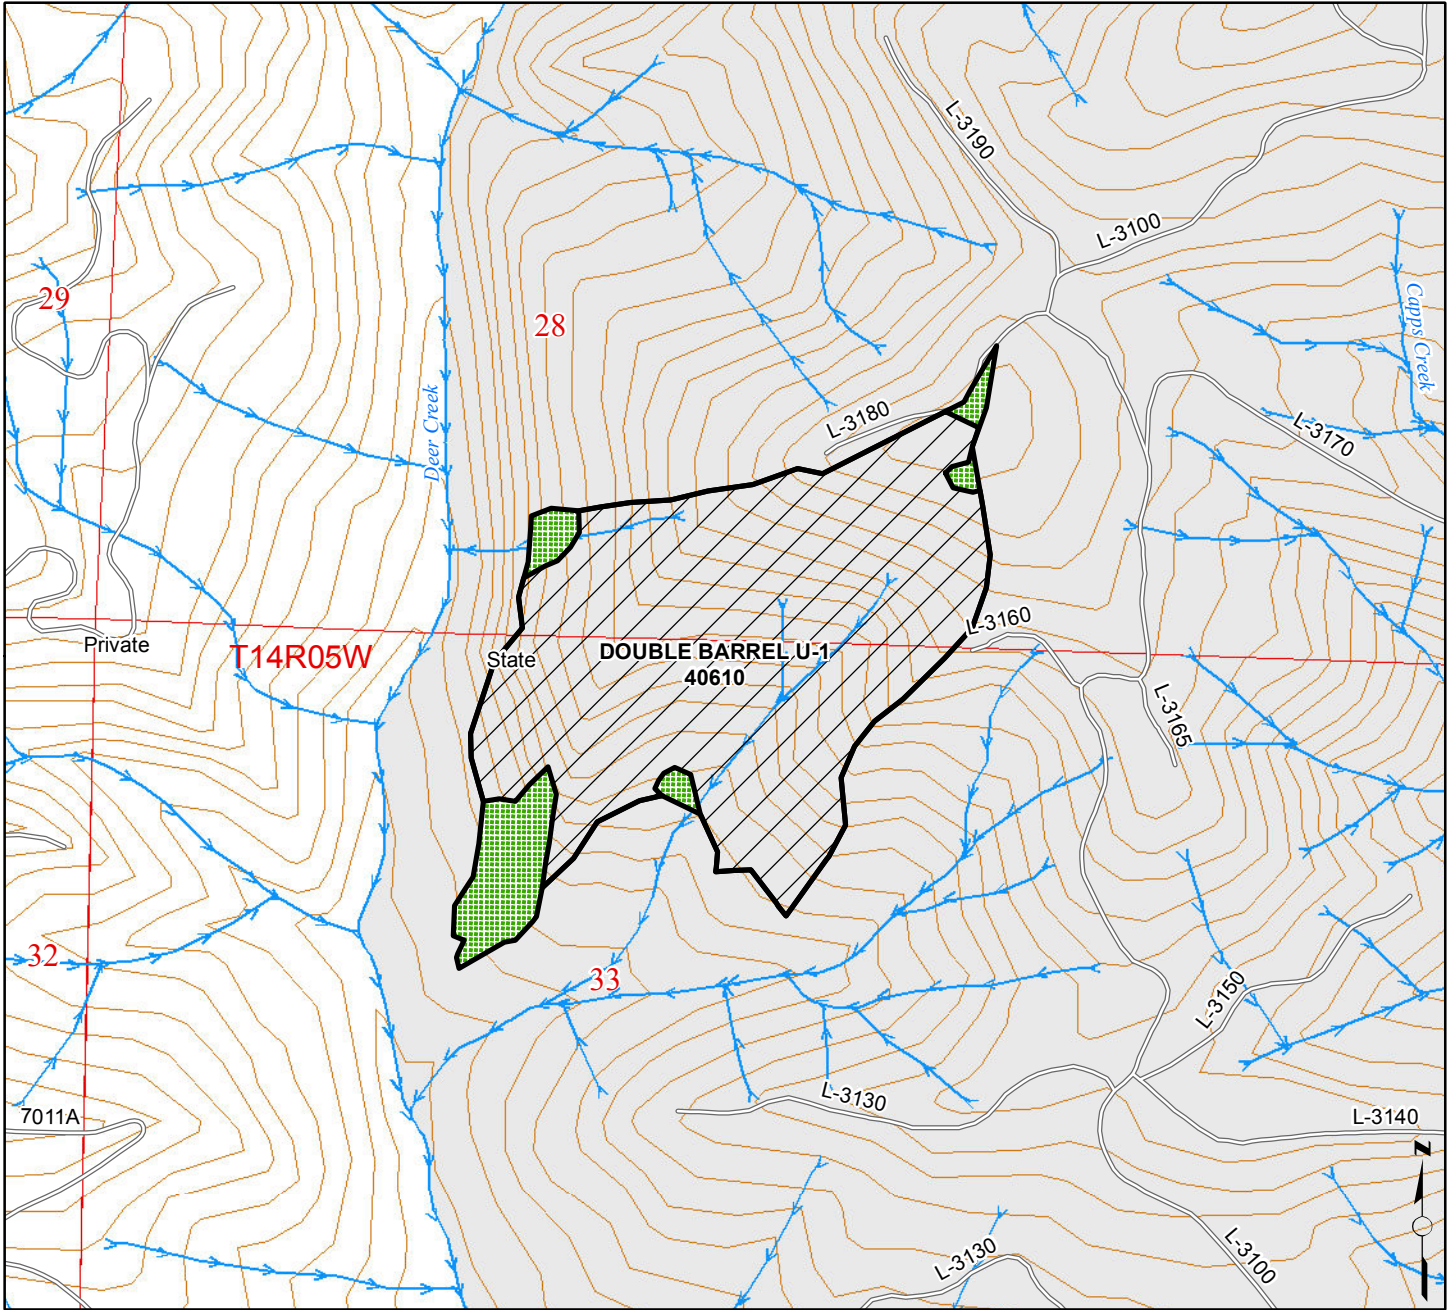 L-3190
L-3100
29
28
Capps Creek
Deer Creek
L-3180
L-3170
L-3160
Private
T14R05W
State
DOUBLE BARREL U-1
40610
L-3165
32
33
L-3150
L-3130
7011A
L-3140
N
L-3130
L-3100